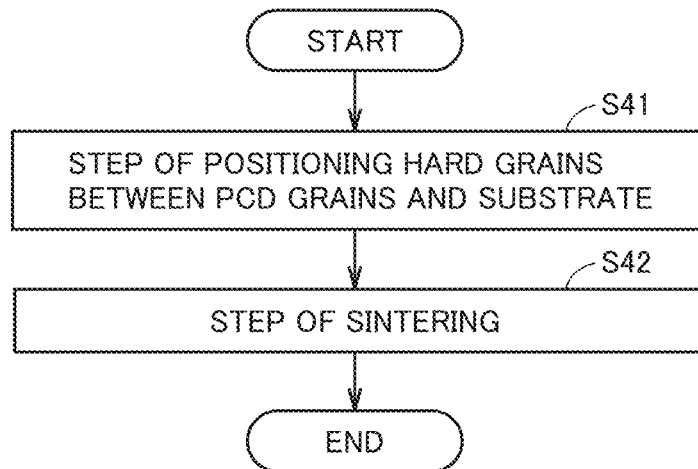 START
S41
STEP OF POSITIONING HARD GRAINS
BETWEEN PCD GRAINS AND SUBSTRATE
S42
STEP OF SINTERING
END